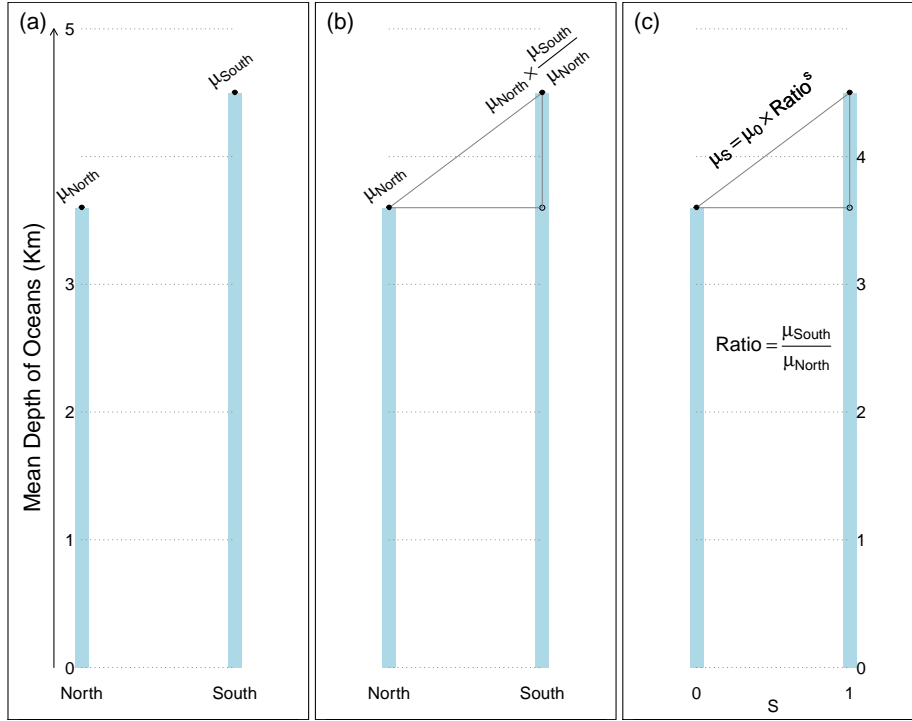 (a)
5
μSouth
μNorth
3
2
1
0
Mean Depth of Oceans (Km)
North South
(b)
μNorth × μSouth
μNorth
μNorth
North South
(c)
μS = μ0 × Ratio^s
4
3
Ratio = μSouth
μNorth
2
1
0
0 1
S